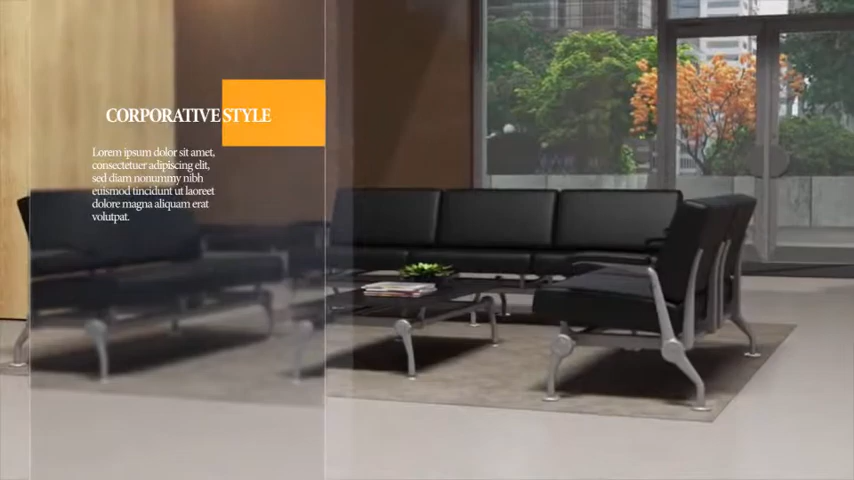 CORPORATIVE STYLE
Lorem ipsum dolor sit amet,
consectetuer adipiscing elit,
sed diam nonummy nibh
euismod tincidunt ut laoreet
dolore magna aliquam erat
volutpat.